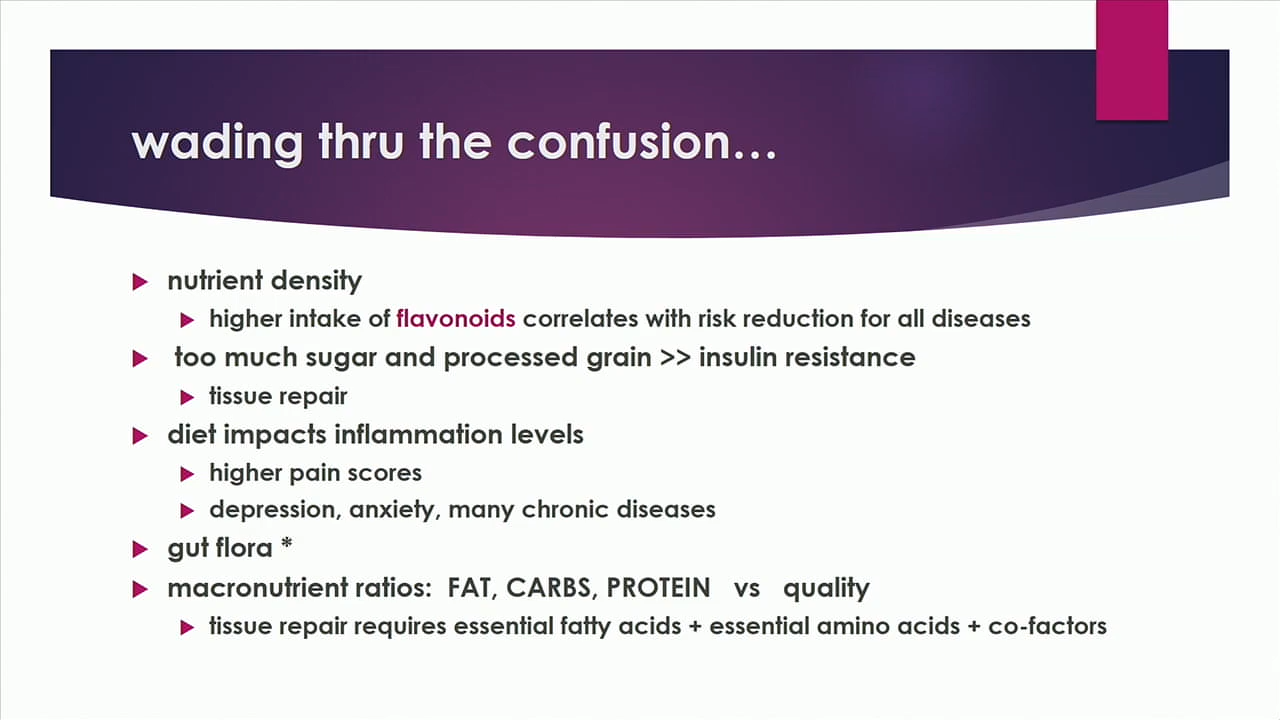 wading thru the confusion…
nutrient density
higher intake of flavonoids correlates with risk reduction for all diseases
too much sugar and processed grain >> insulin resistance
tissue repair
diet impacts inflammation levels
higher pain scores
depression, anxiety, many chronic diseases
gut flora *
macronutrient ratios: FAT, CARBS, PROTEIN vs quality
tissue repair requires essential fatty acids + essential amino acids + co-factors